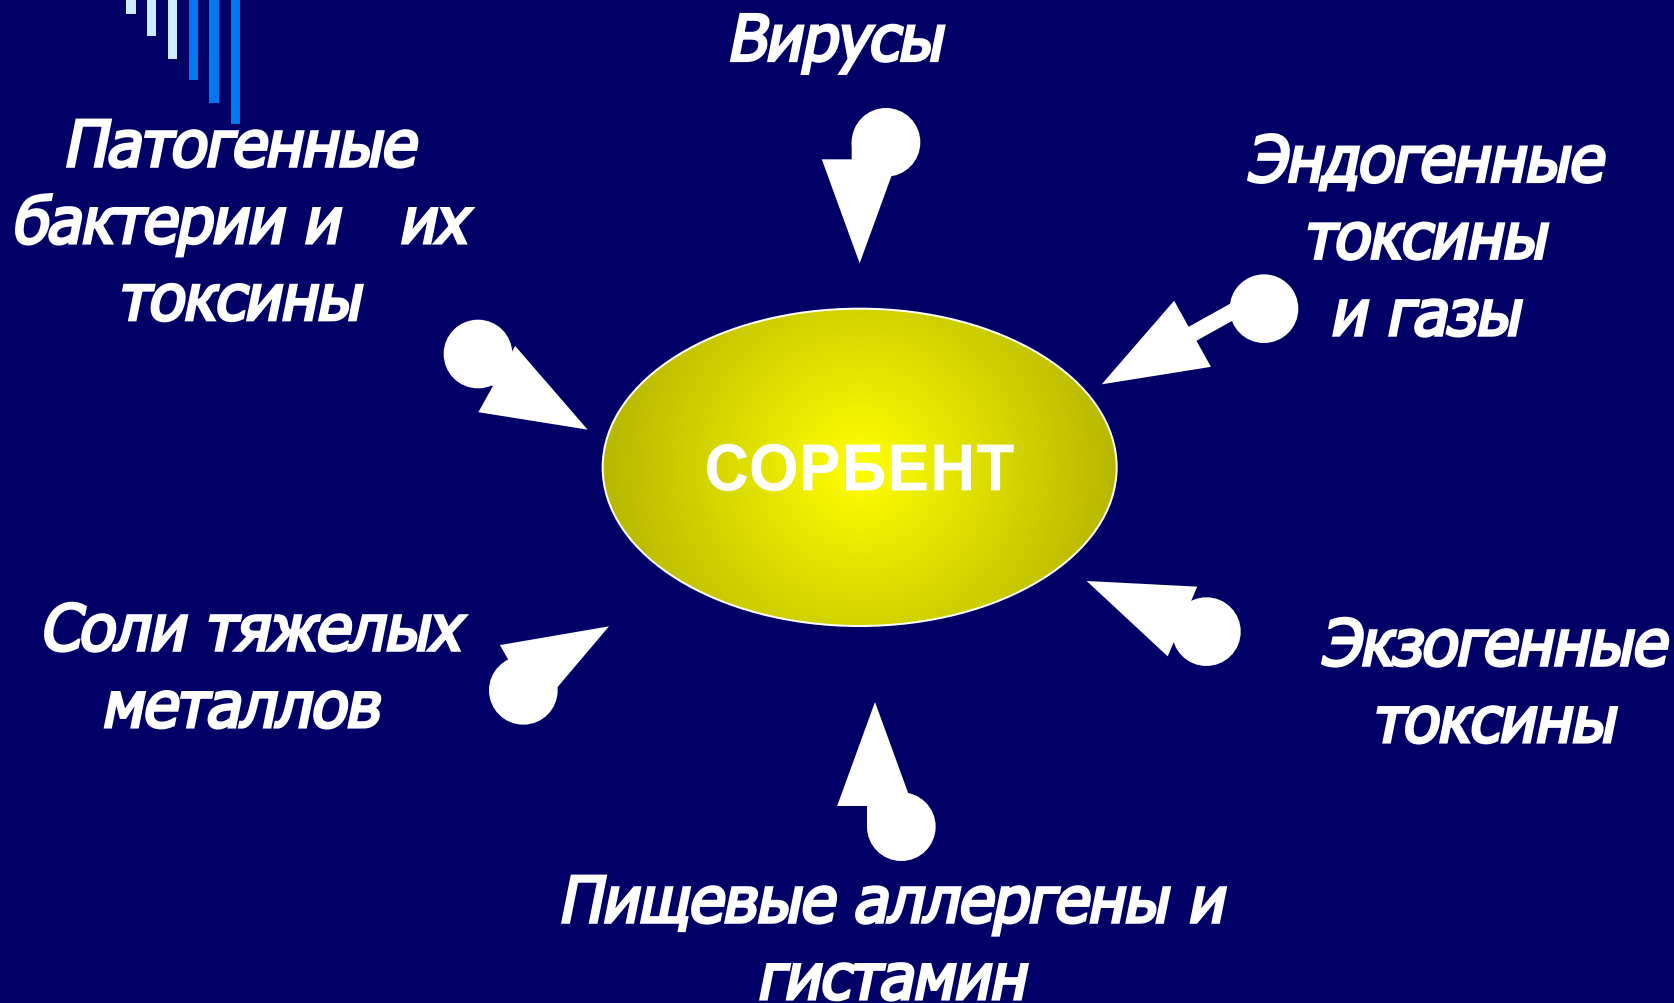 Вирусы
Патогенные
бактерии и их
токсины
Эндогенные
токсины
и газы
СОРБЕНТ
Соли тяжелых
металлов
Экзогенные
токсины
Пищевые аллергены и
гистамин